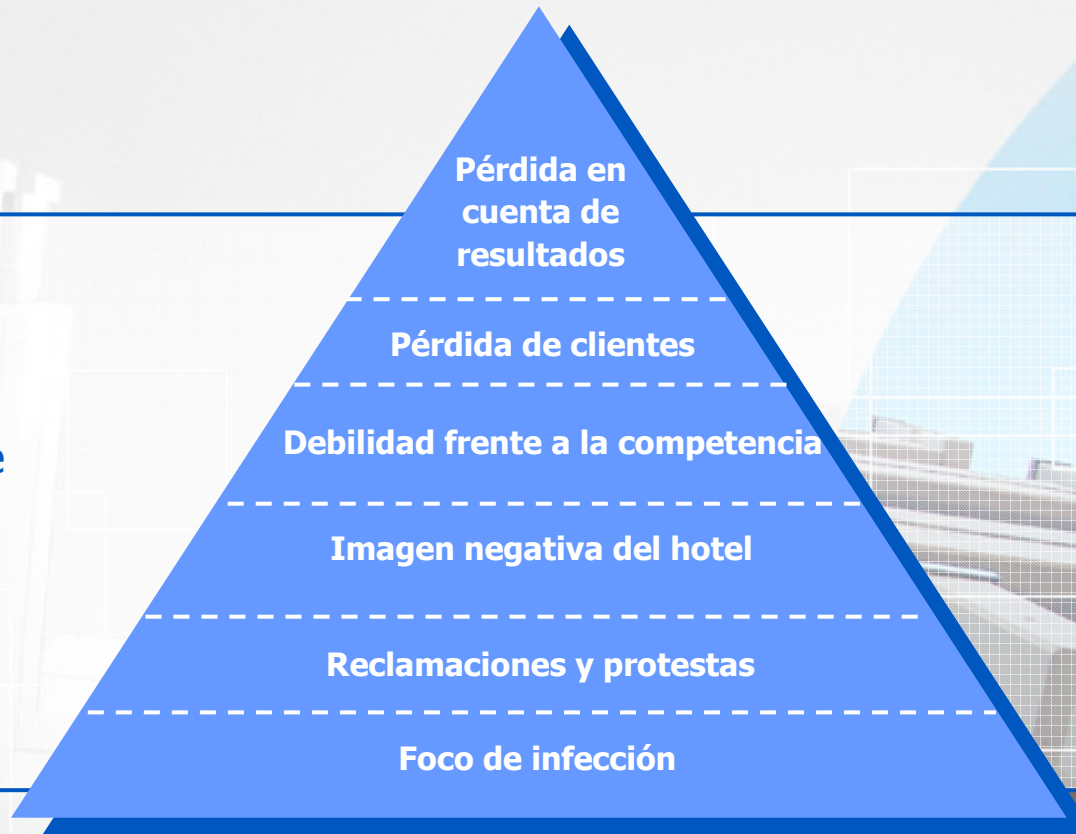 Pérdida en
cuenta de
resultados
Pérdida de clientes
Debilidad frente a la competencia
Imagen negativa del hotel
Reclamaciones y protestas
Foco de infección